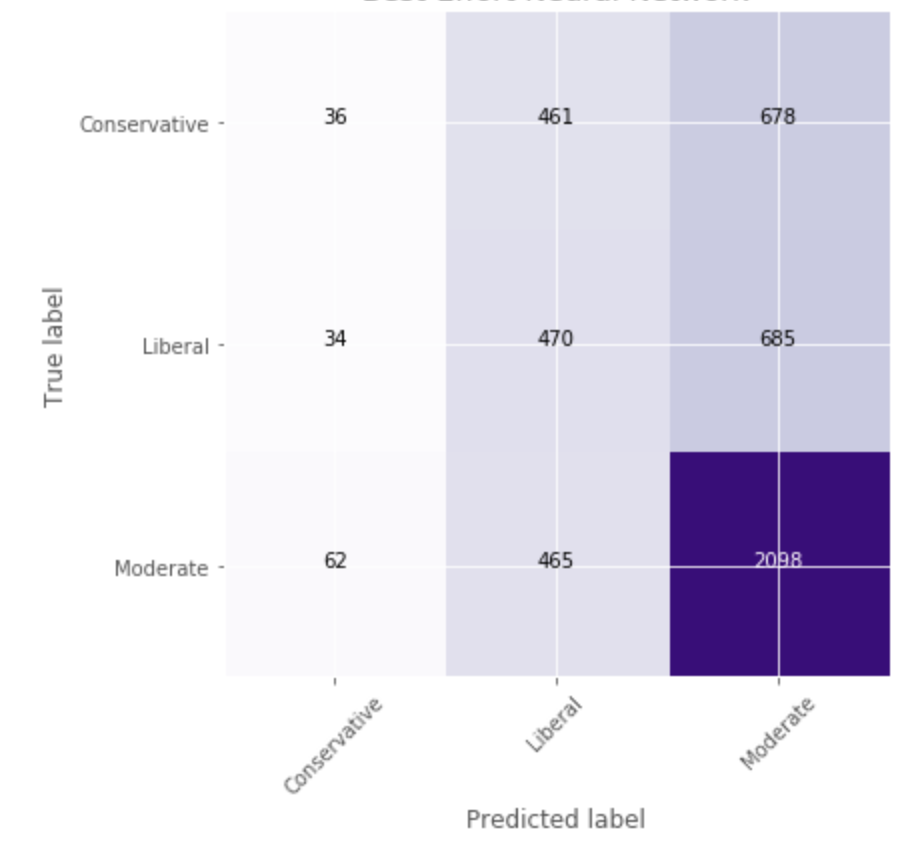 Conservative
36 461 678
Liberal
34 470 685
Moderate
62 465 2098
True label
Conservative Liberal Moderate
Predicted label